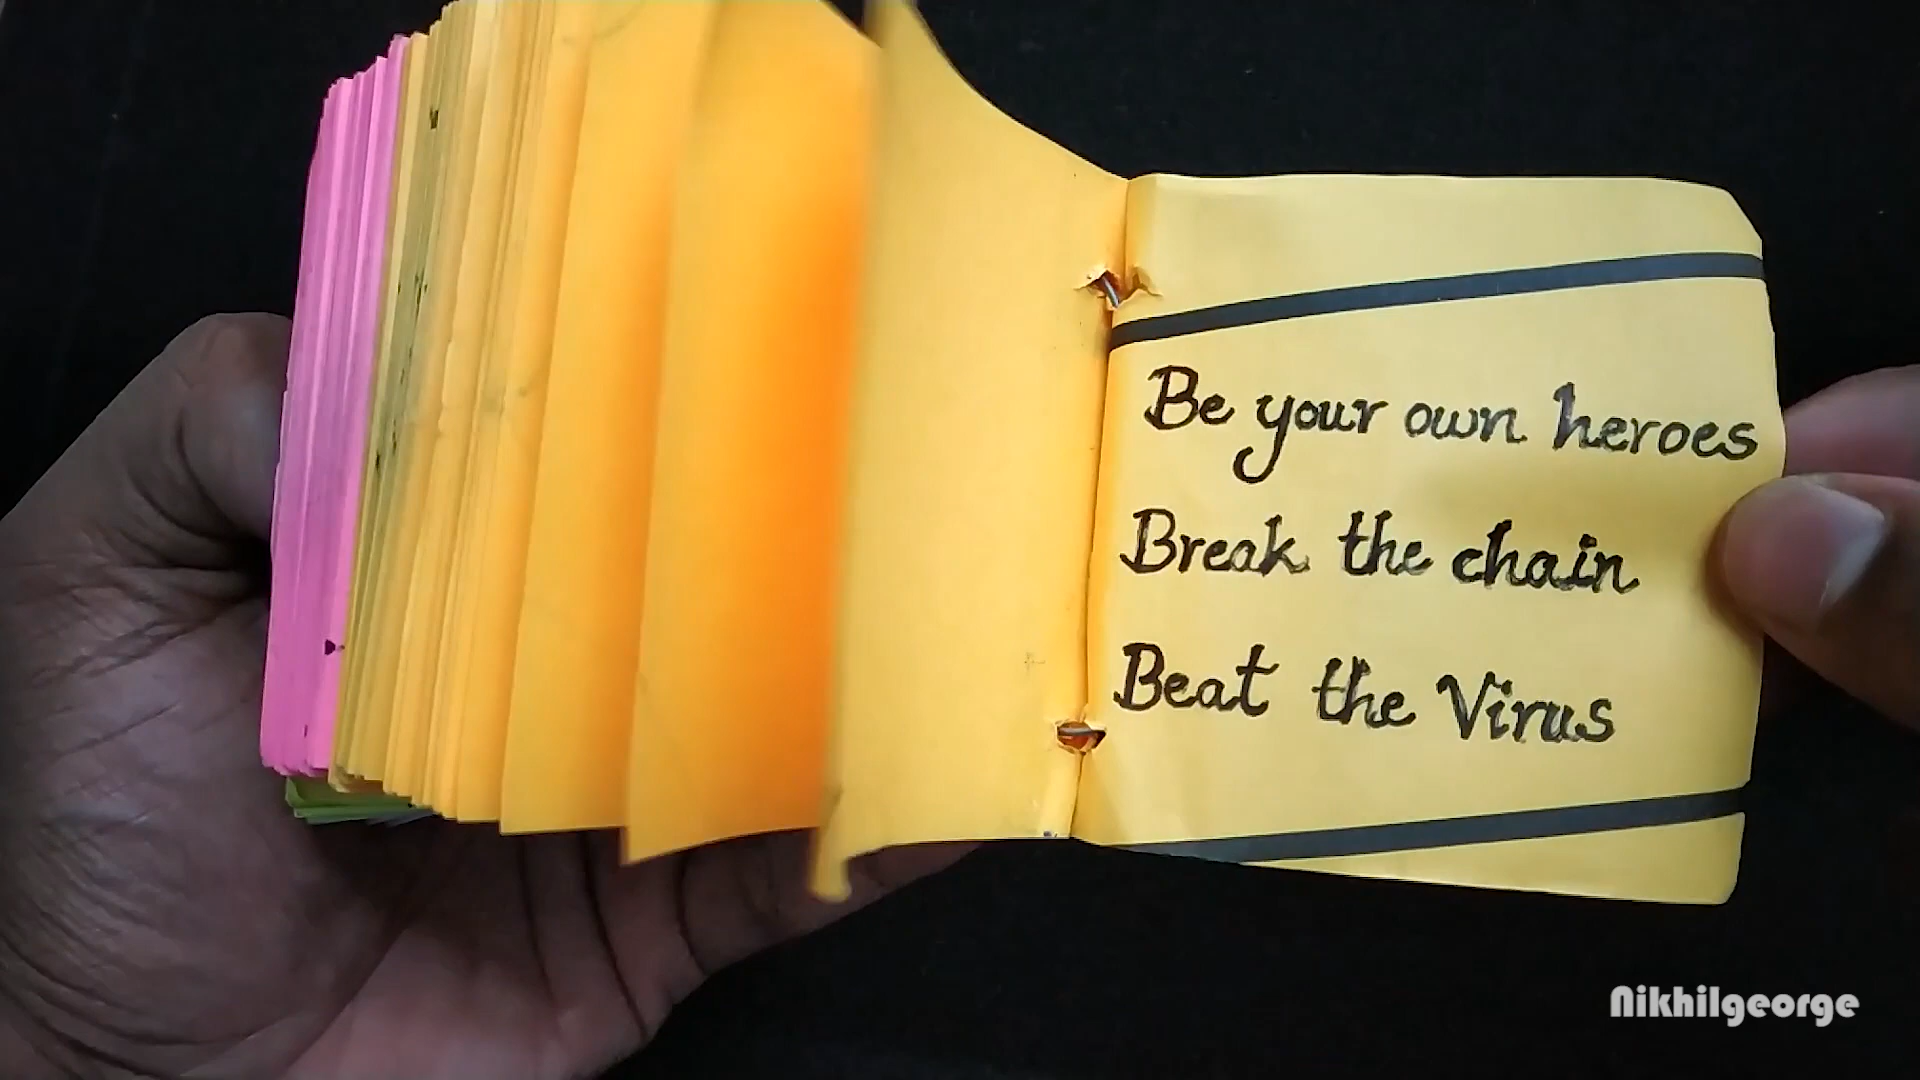 Be your own heroes
Break the chain
Beat the Virus
Nikhilgeorge